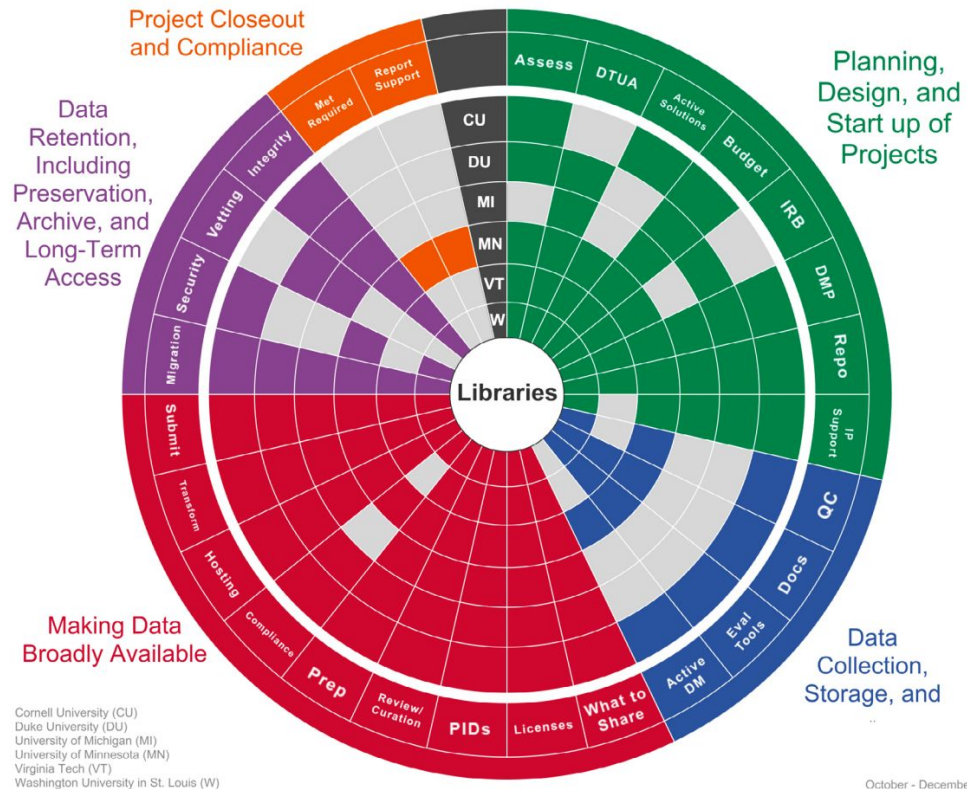 Project Closeout
and Compliance
Data
Retention,
Including
Preservation,
Archive, and
Long-Term
Access
Planning,
Design, and
Start up of
Projects
Met
Required
Report
Support
Assess
DTUA
Active
Solutions
Budget
IRB
DMP
Repo
IP
Support
QC
Docs
Eval
Tools
Active
DM
What to
Share
Licenses
PIDs
Review/
Curation
Prep
Compliance
Hosting
Transform
Submit
Migration
Security
Vetting
Integrity
CU
DU
MI
MN
VT
W
Libraries
Making Data
Broadly Available
Data
Collection,
Storage, and
Cornell University (CU)
Duke University (DU)
University of Michigan (MI)
University of Minnesota (MN)
Virginia Tech (VT)
Washington University in St. Louis (W)
October - Decembe